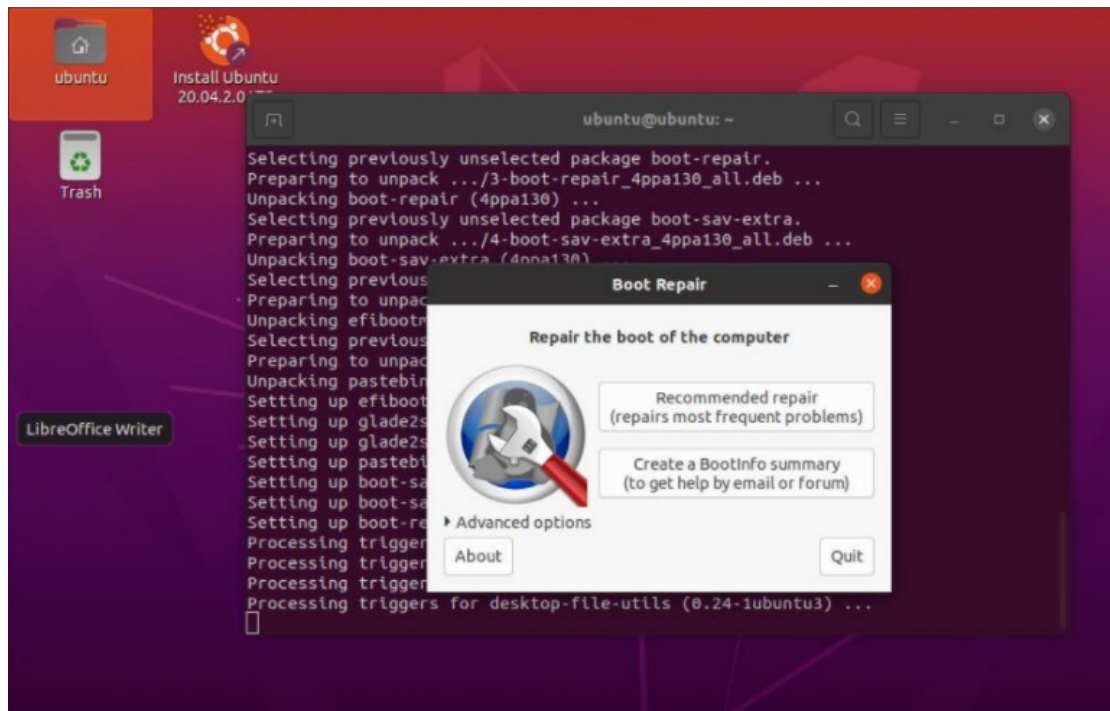 ubuntu
Install Ubuntu
20.04.2.0
Trash
LibreOffice Writer
ubuntu@ubuntu: ~
Selecting previously unselected package boot-repair.
Preparing to unpack .../3-boot-repair_4ppa130_all.deb ...
Unpacking boot-repair (4ppa130) ...
Selecting previously unselected package boot-sav-extra.
Preparing to unpack .../4-boot-sav-extra_4ppa130_all.deb ...
Unpacking boot-sav-extra (4ppa130) ...
Selecting previous
Preparing to unpac
Unpacking efibootm
Selecting previous
Preparing to unpac
Unpacking pastebin
Setting up efiboot
Setting up glade2s
Setting up glade2s
Setting up pastebi
Setting up boot-sa
Setting up boot-sa
Setting up boot-re
Processing trigger
Processing trigger
Processing trigger
Processing triggers for desktop-file-utils (0.24-1ubuntu3) ...
Boot Repair
Repair the boot of the computer
Recommended repair
(repairs most frequent problems)
Create a BootInfo summary
(to get help by email or forum)
Advanced options
About
Quit